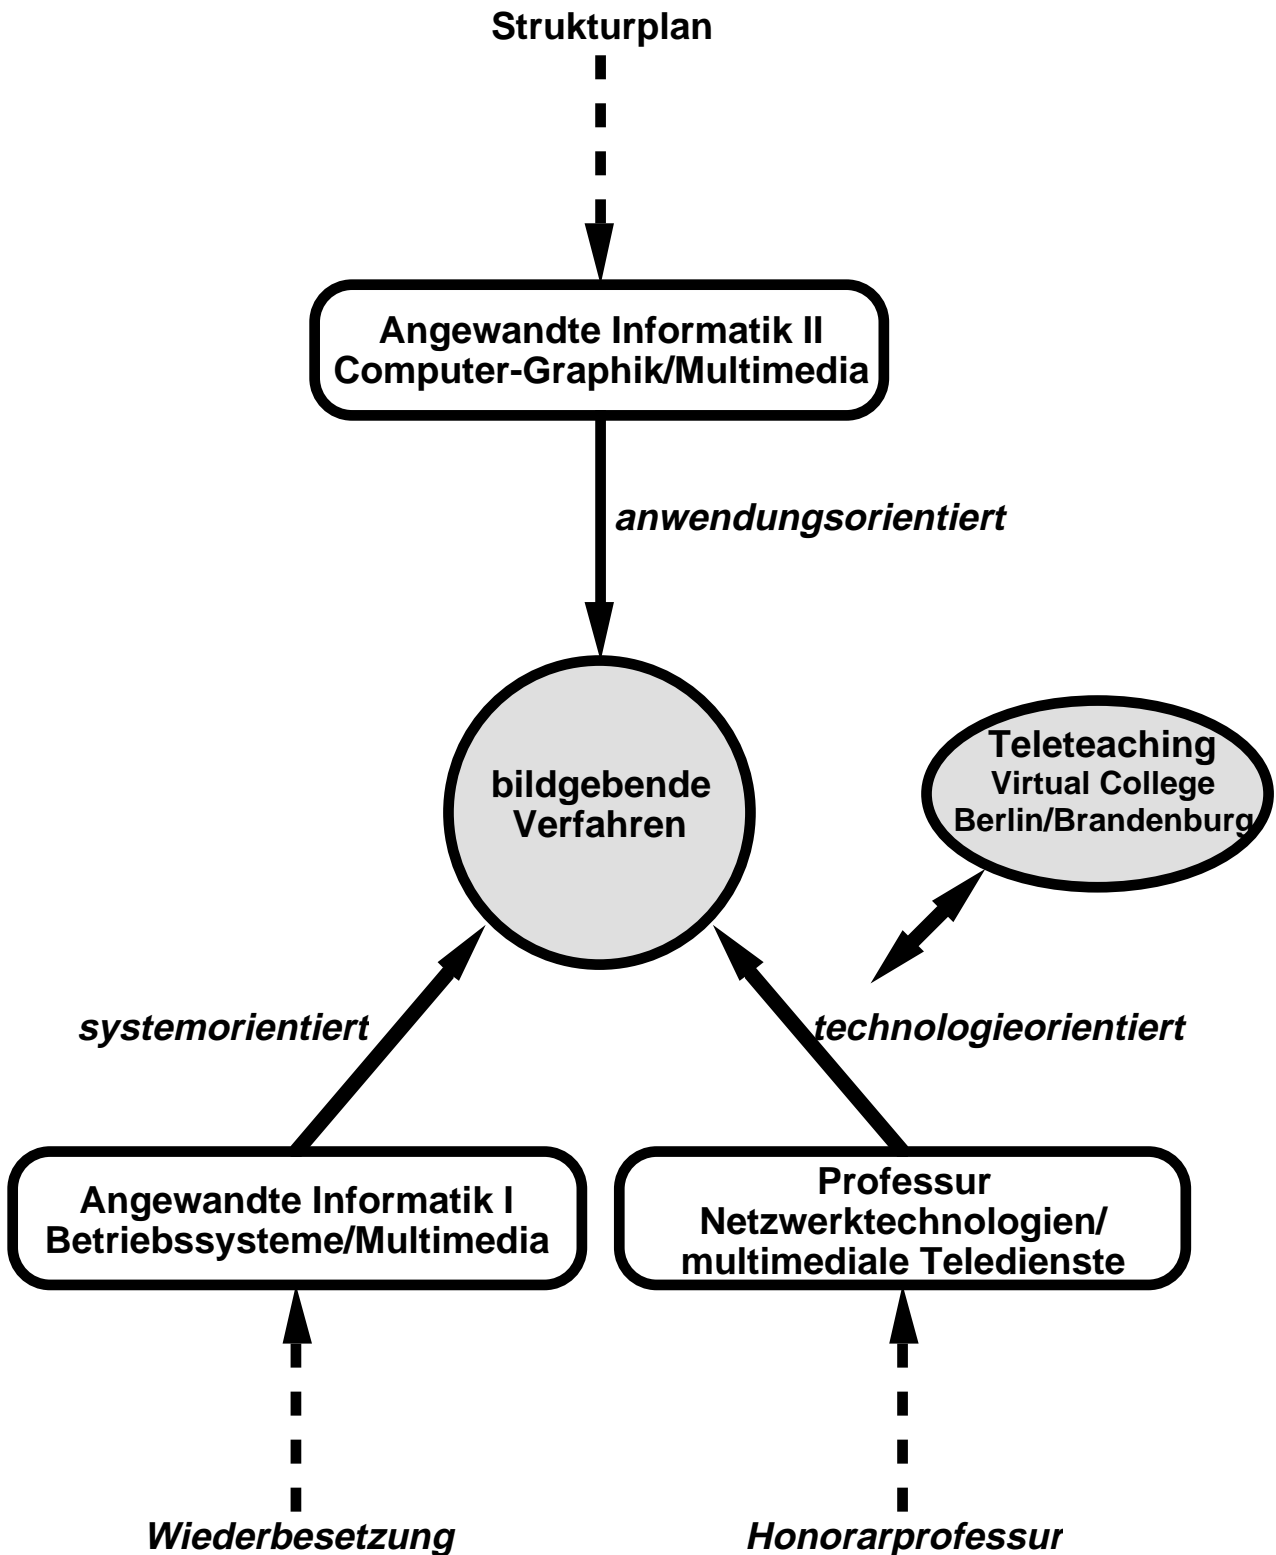 Strukturplan
Angewandte Informatik II
Computer-Graphik/Multimedia
anwendungsorientiert
bildgebende
Verfahren
Teleteaching
Virtual College
Berlin/Brandenburg
systemorientiert
technologieorientiert
Angewandte Informatik I
Betriebssysteme/Multimedia
Professur
Netzwerktechnologien/
multimediale Teledienste
Wiederbesetzung
Honorarprofessur